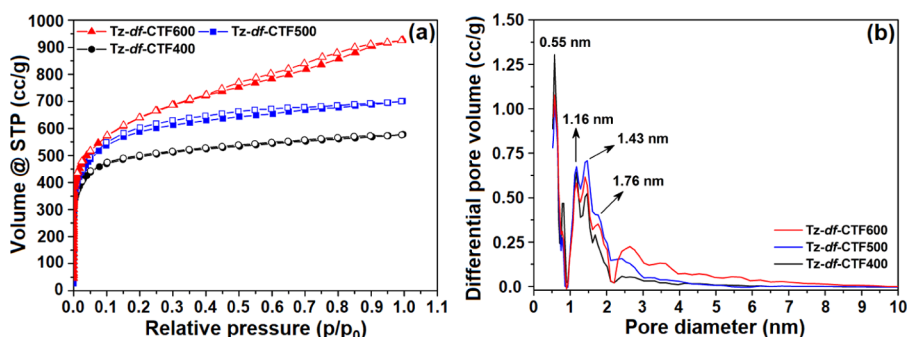 Tz-df-CTF600 Tz-df-CTF500 (a)
Tz-df-CTF400
Volume @ STP (cc/g)
1000
900
800
700
600
500
400
300
200
100
0
0.0 0.1 0.2 0.3 0.4 0.5 0.6 0.7 0.8 0.9 1.0 1.1
Relative pressure (p/p0)
(b)
0.55 nm
1.16 nm
1.43 nm
1.76 nm
Tz-df-CTF600
Tz-df-CTF500
Tz-df-CTF400
Differential pore volume (cc/g)
1.50
1.25
1.00
0.75
0.50
0.25
0.00
0 1 2 3 4 5 6 7 8 9 10
Pore diameter (nm)